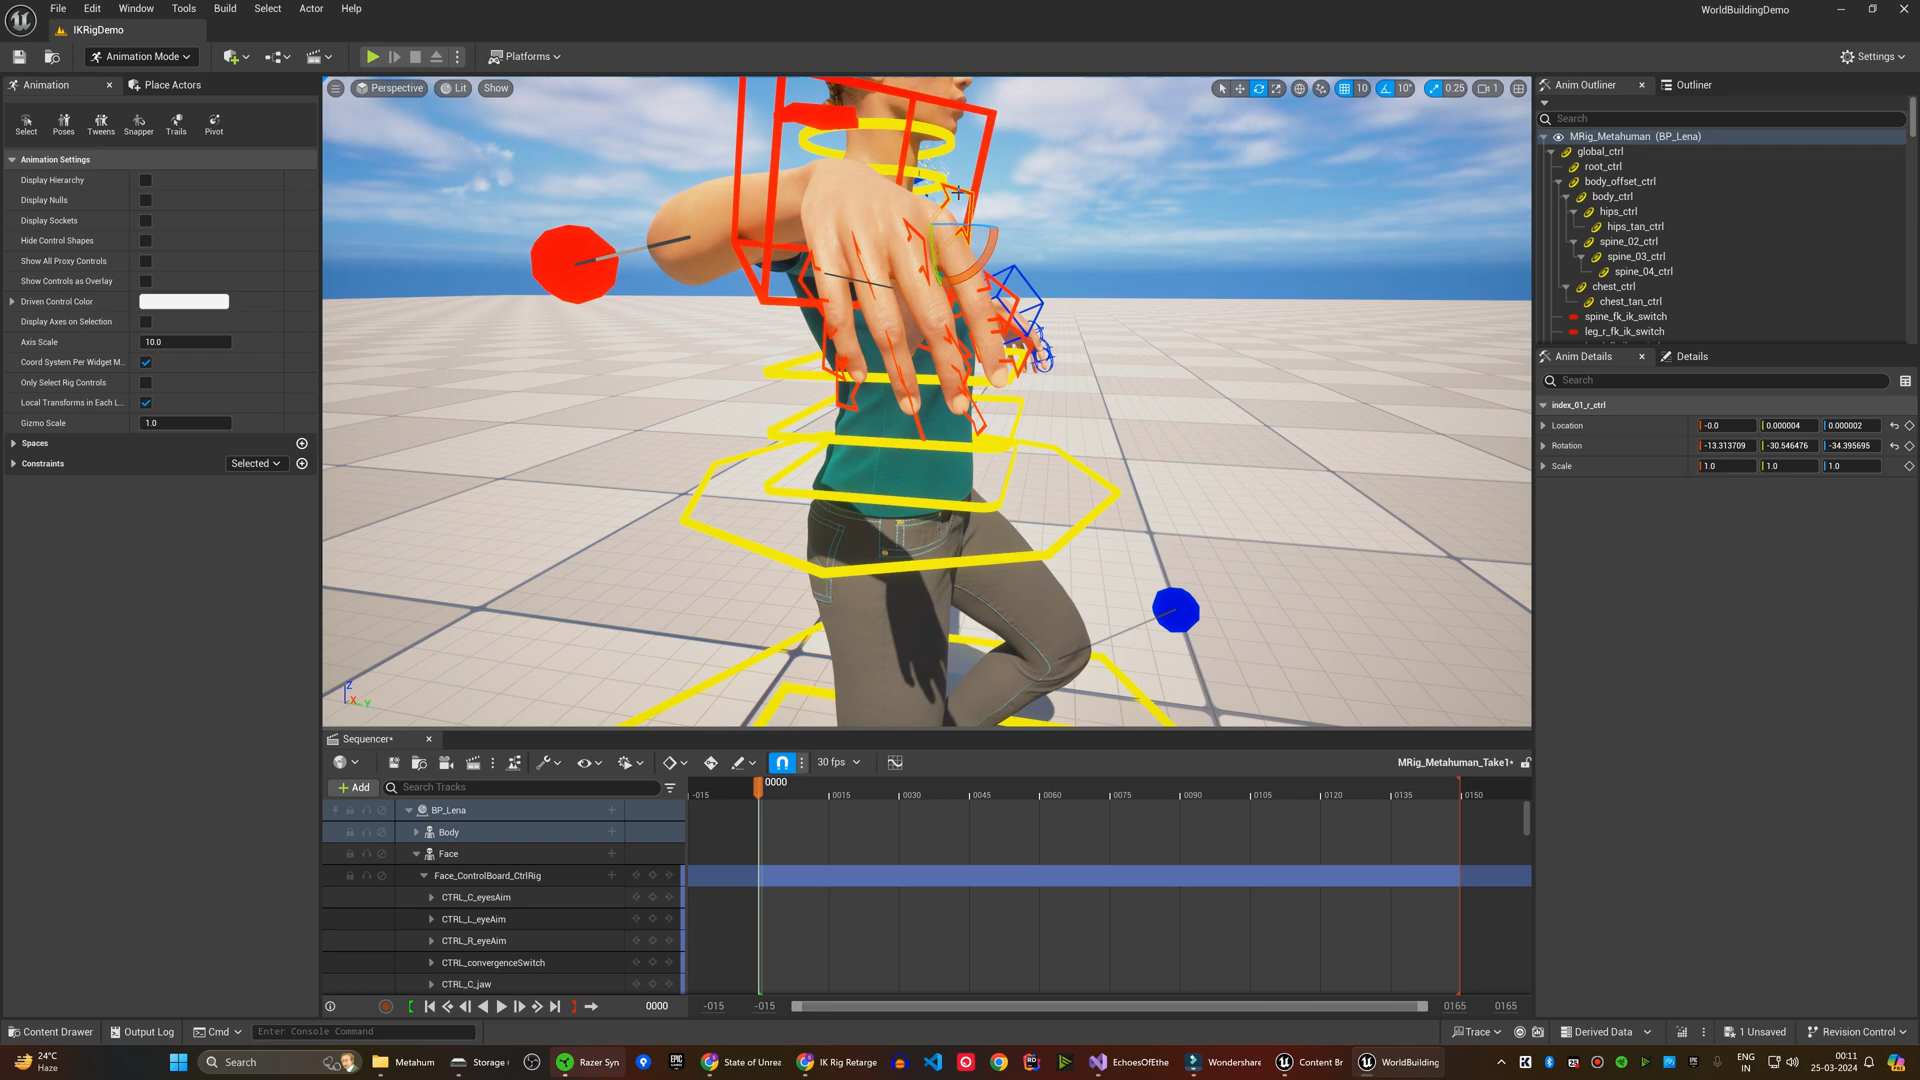 File Edit Window Tools Build Select Actor Help
WorldBuildingDemo
IKRigDemo
Animation Mode
Platforms
Settings
Animation
Place Actors
Select Poses Tweens Snapper Trails Pivot
Animation Settings
Display Hierarchy
Display Nulls
Display Sockets
Hide Control Shapes
Show All Proxy Controls
Show Controls as Overlay
Driven Control Color
Display Axes on Selection
Axis Scale 10.0
Coord System Per Widget M...
Only Select Rig Controls
Local Transforms in Each L...
Gizmo Scale 1.0
Spaces
Constraints Selected
Perspective Lit Show
10 10° 0.25 1
Z
X Y
Anim Outliner
Outliner
Search
MRig_Metahuman (BP_Lena)
global_ctrl
root_ctrl
body_offset_ctrl
body_ctrl
hips_ctrl
hips_tan_ctrl
spine_02_ctrl
spine_03_ctrl
spine_04_ctrl
chest_ctrl
chest_tan_ctrl
spine_fk_ik_switch
leg_r_fk_ik_switch
Anim Details
Details
Search
index_01_r_ctrl
Location -0.0 0.000004 0.000002
Rotation -13.313709 -30.546476 -34.395695
Scale 1.0 1.0 1.0
Sequencer*
30 fps
MRig_Metahuman_Take1*
Add
Search Tracks
0000
-015 0015 0030 0045 0060 0075 0090 0105 0120 0135 0150
BP_Lena
Body
Face
Face_ControlBoard_CtrlRig
CTRL_C_eyesAim
CTRL_L_eyeAim
CTRL_R_eyeAim
CTRL_convergenceSwitch
CTRL_C_jaw
0000 -015 -015 0165 0165
Content Drawer Output Log Cmd Enter Console Command
Trace Derived Data 1 Unsaved Revision Control
24°C
Haze
Search
Metahum
Storage
Razer Syn
EPIC
State of Unrea
IK Rig Retarge
EchoesOfEthe
Wondershare
Content Br
WorldBuilding
ENG
IN
00:11
25-03-2024